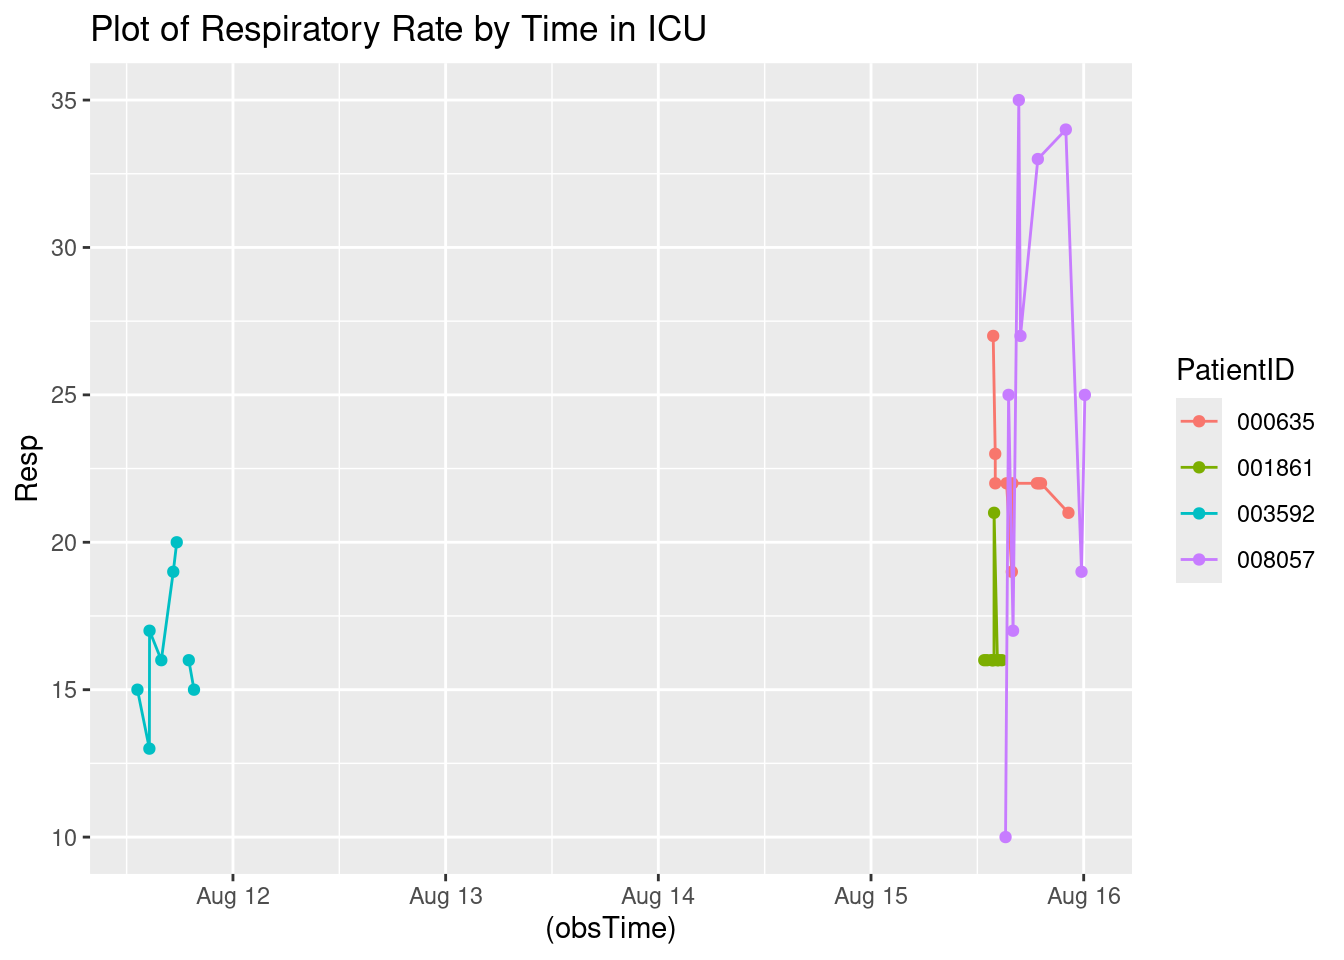 Plot of Respiratory Rate by Time in ICU
35
30
25
20
15
10
Resp
Aug 12 Aug 13 Aug 14 Aug 15 Aug 16
(obsTime)
PatientID
000635
001861
003592
008057